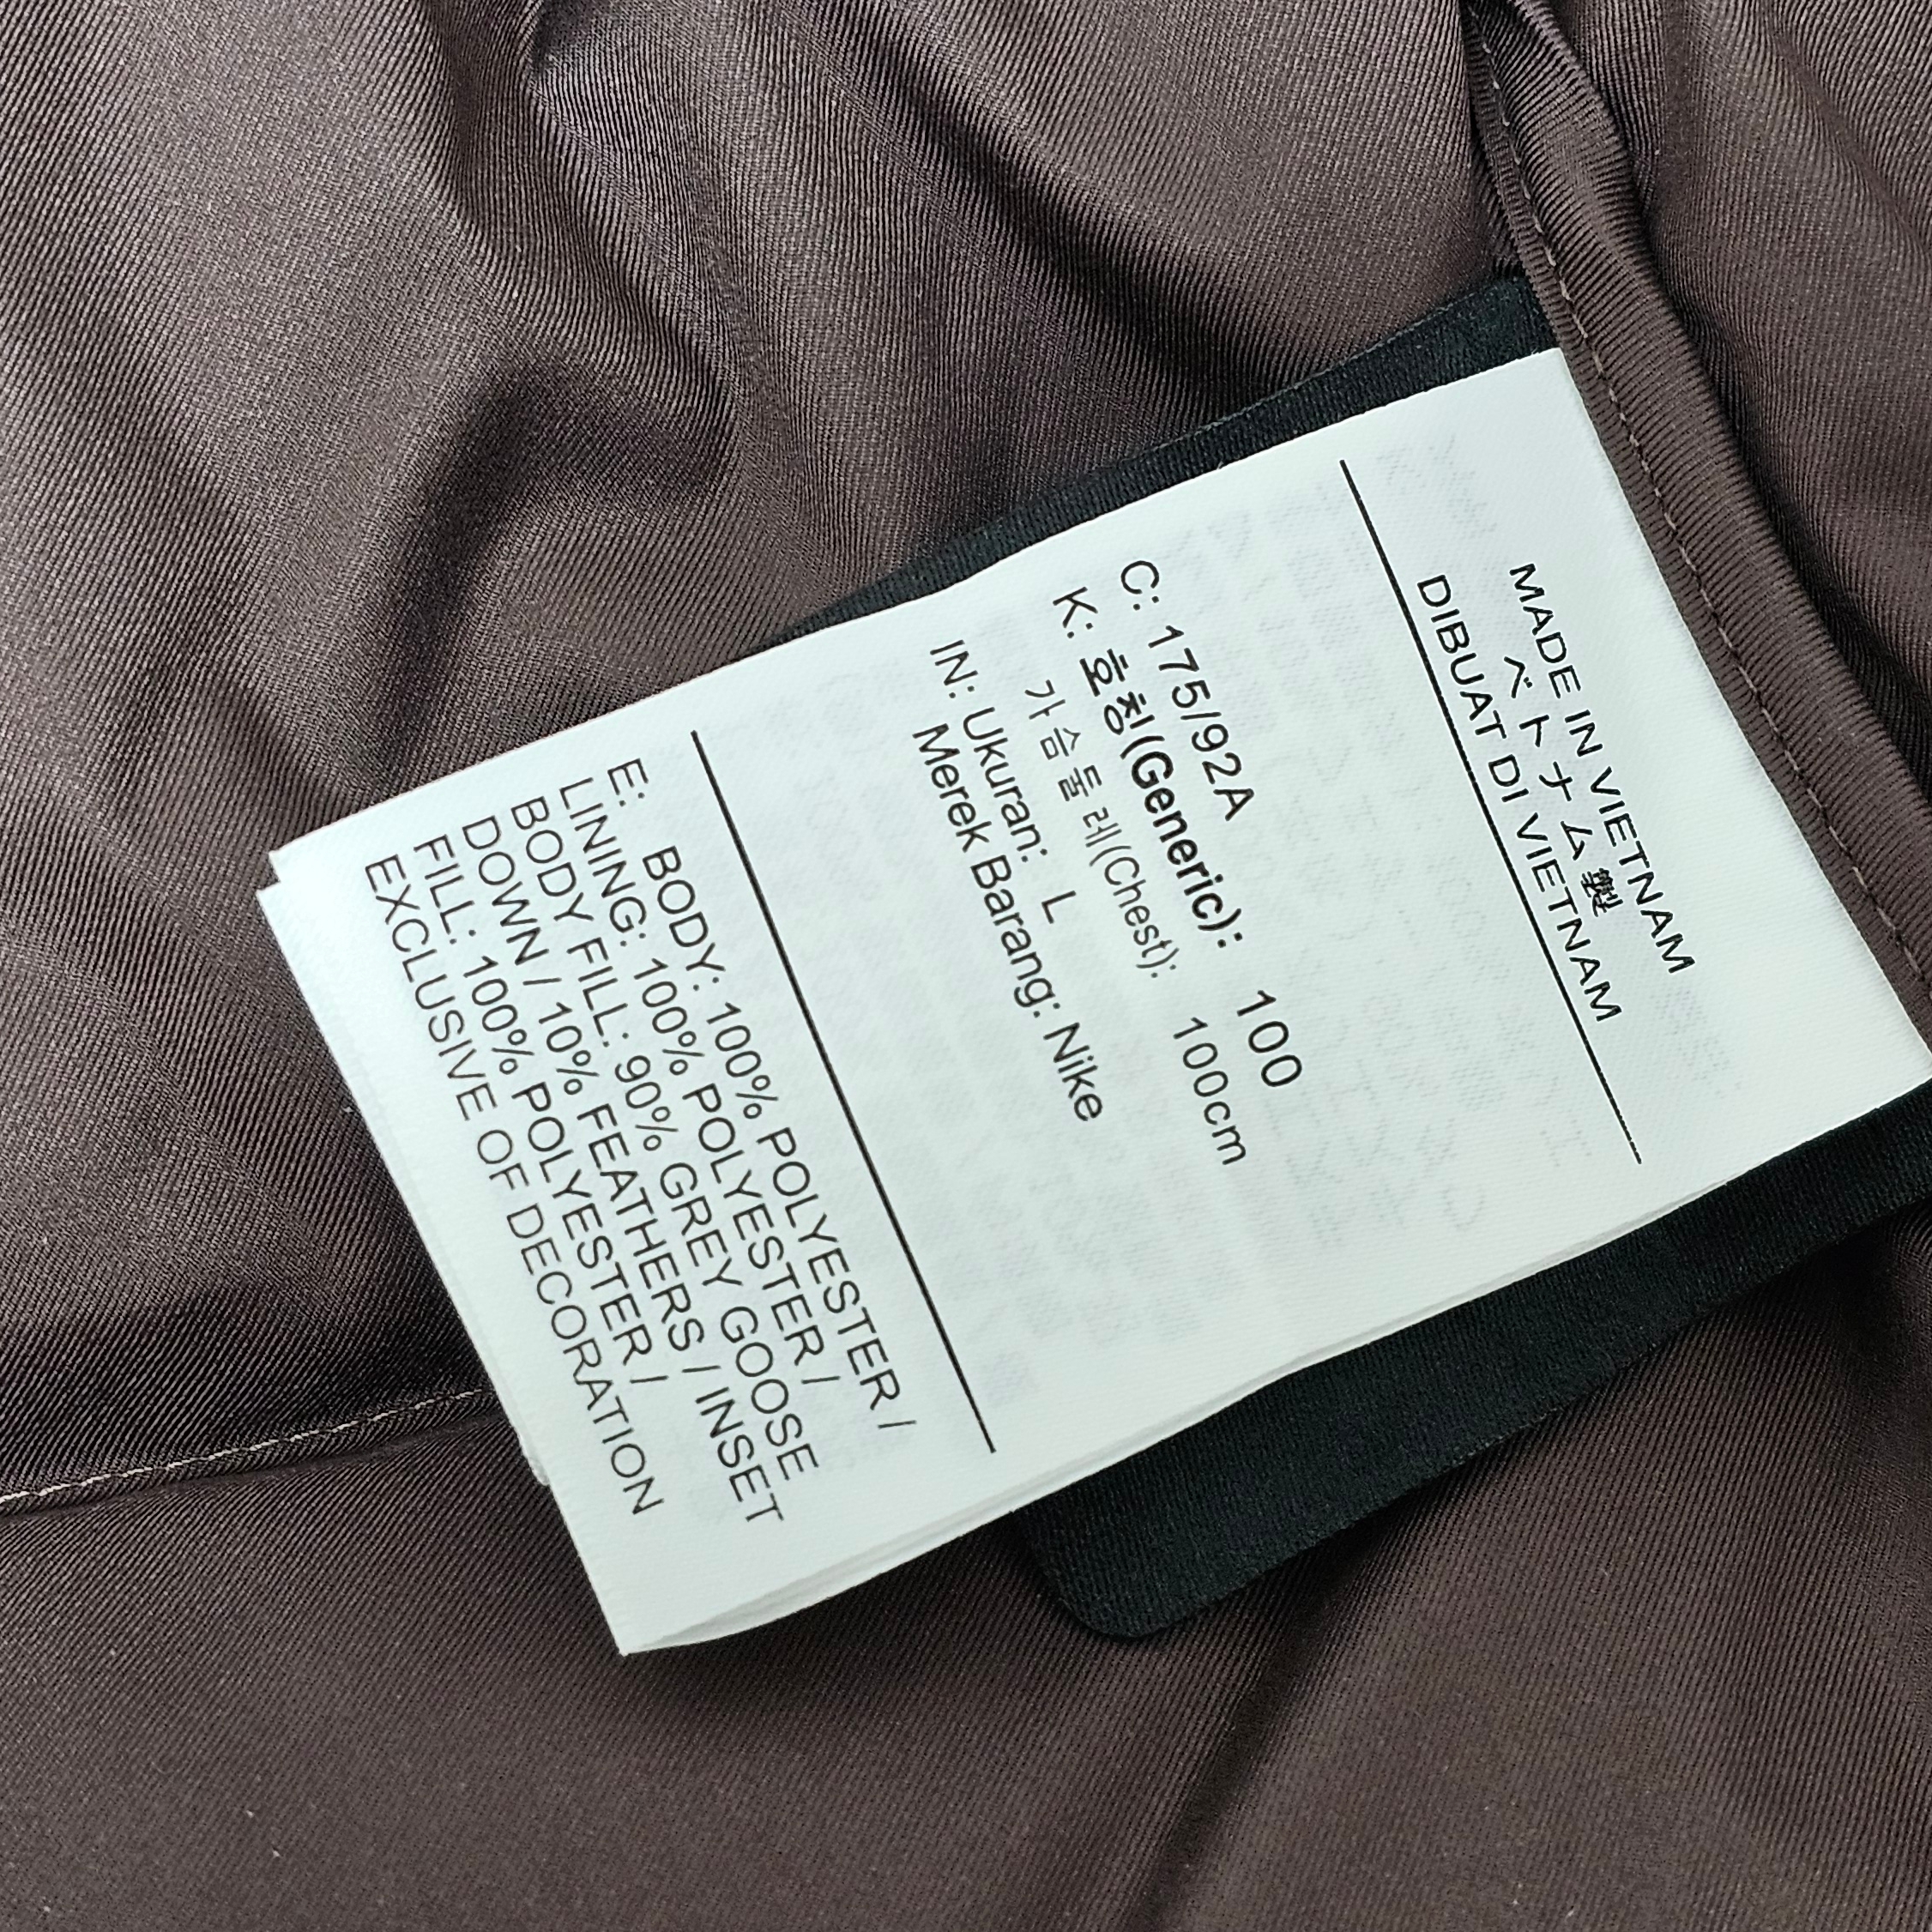 MADE IN VIETNAM
ベトナム製
DIBUAT DI VIETNAM
C: 175/92A
K: 호칭(Generic): 100
가슴둘레(Chest): 100cm
IN: Ukuran: L
Merek Barang: Nike
E: BODY: 100% POLYESTER /
LINING: 100% POLYESTER /
BODY FILL: 90% GREY GOOSE
DOWN / 10% FEATHERS / INSET
FILL: 100% POLYESTER /
EXCLUSIVE OF DECORATION